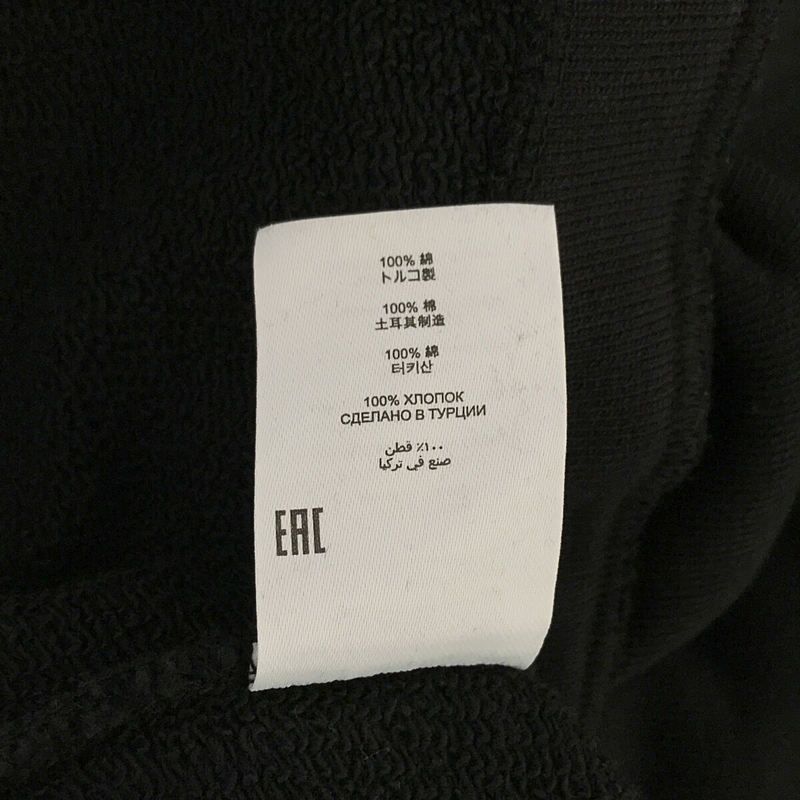 100% 綿
トルコ製
100% 棉
土耳其制造
100% 綿
터키산
100% ХЛОПОК
СДЕЛАНО В ТУРЦИИ
١٠٠٪ قطن
صنع في تركيا
EAC